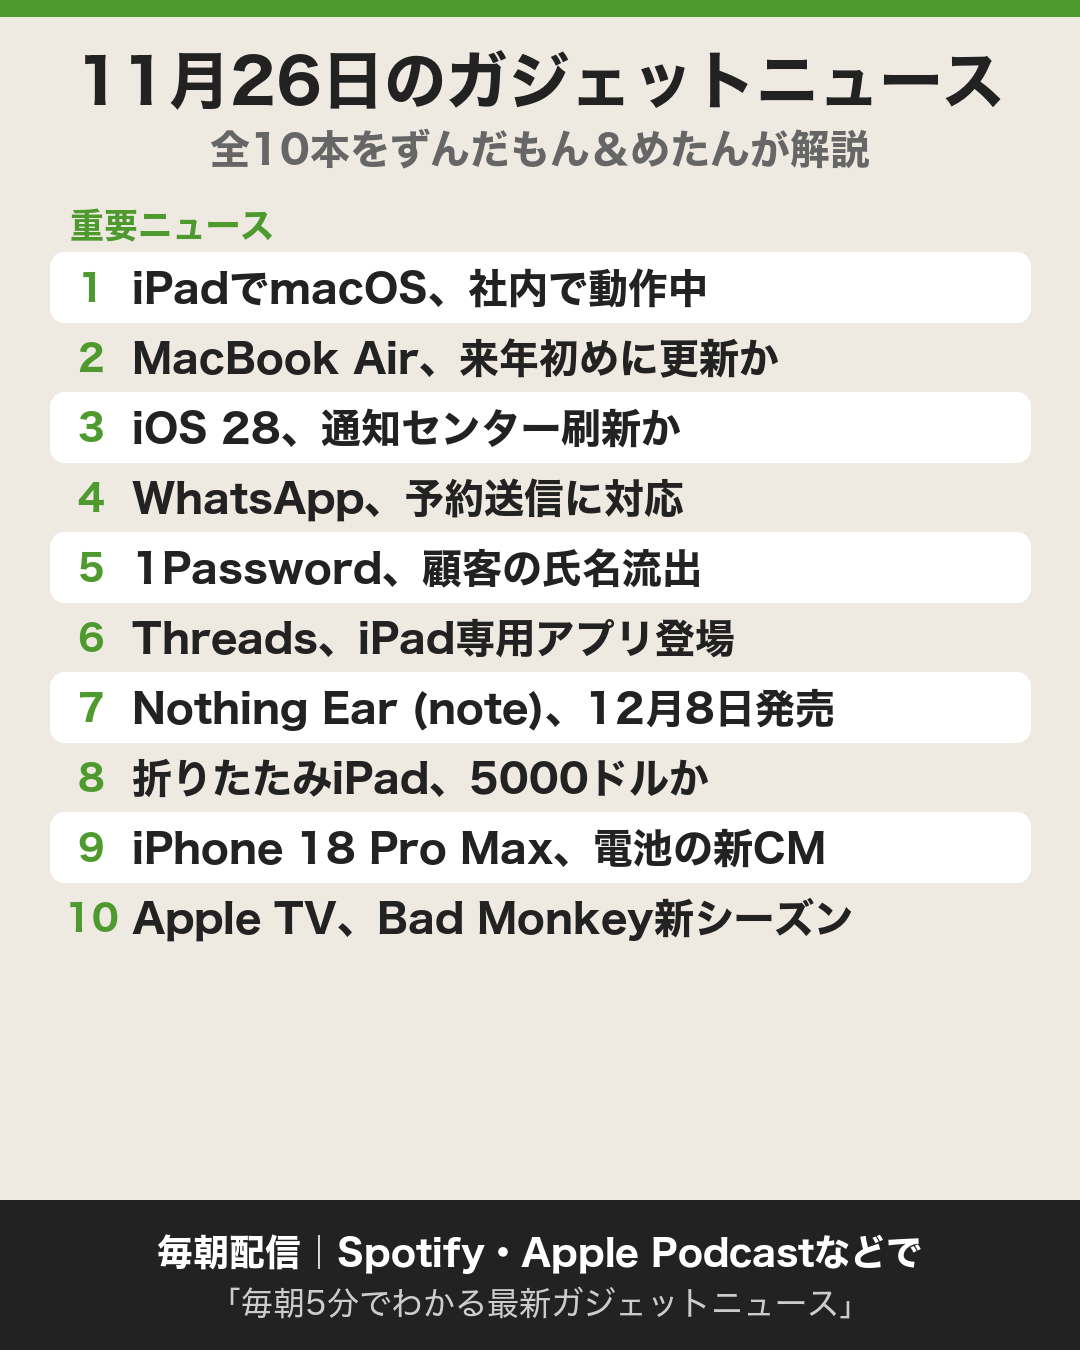 11月26日のガジェットニュース
全10本をずんだもん＆めたんが解説
重要ニュース
1 iPadでmacOS、社内で動作中
2 MacBook Air、来年初めに更新か
3 iOS 28、通知センター刷新か
4 WhatsApp、予約送信に対応
5 1Password、顧客の氏名流出
6 Threads、iPad専用アプリ登場
7 Nothing Ear (note)、12月8日発売
8 折りたたみiPad、5000ドルか
9 iPhone 18 Pro Max、電池の新CM
10 Apple TV、Bad Monkey新シーズン
毎朝配信｜Spotify・Apple Podcastなどで
「毎朝5分でわかる最新ガジェットニュース」